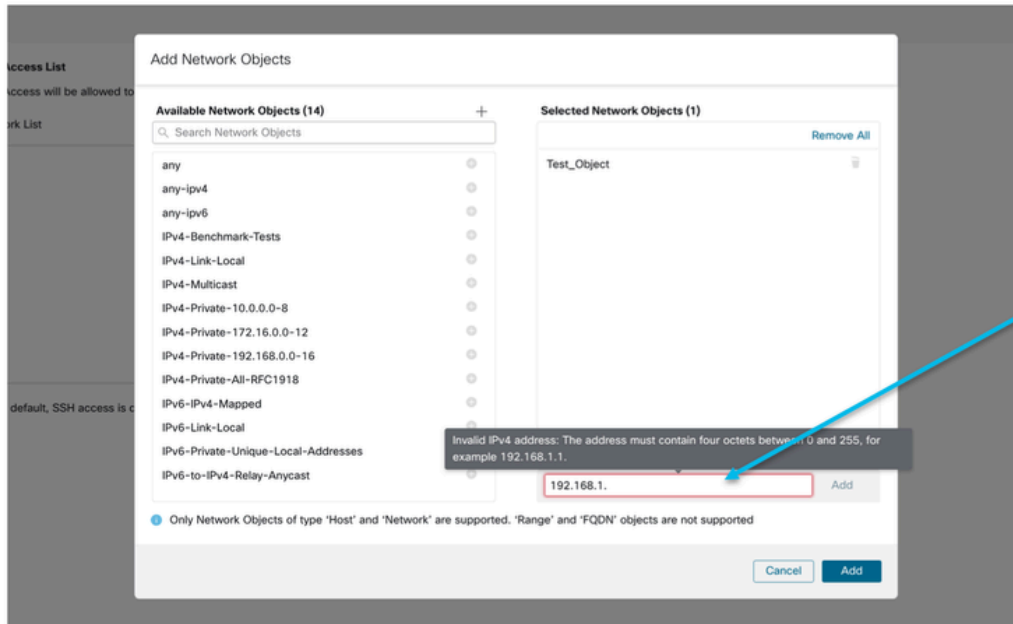 Add Network Objects
Access List
Access will be allowed to
ork List
default, SSH access is
Available Network Objects (14)
Search Network Objects
any
any-ipv4
any-ipv6
IPv4-Benchmark-Tests
IPv4-Link-Local
IPv4-Multicast
IPv4-Private-10.0.0.0-8
IPv4-Private-172.16.0.0-12
IPv4-Private-192.168.0.0-16
IPv4-Private-All-RFC1918
IPv6-IPv4-Mapped
IPv6-Link-Local
IPv6-Private-Unique-Local-Addresses
IPv6-to-IPv4-Relay-Anycast
Selected Network Objects (1)
Remove All
Test_Object
Invalid IPv4 address: The address must contain four octets between 0 and 255, for
example 192.168.1.1.
192.168.1.
Add
Only Network Objects of type 'Host' and 'Network' are supported. 'Range' and 'FQDN' objects are not supported
Cancel
Add